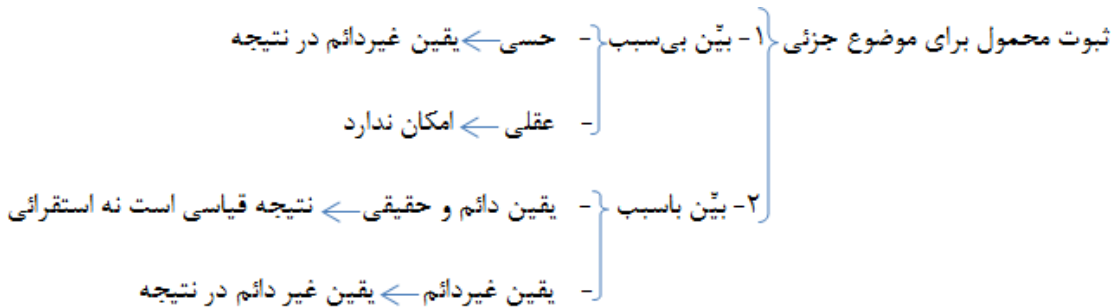 ثبوت محمول برای موضوع جزئی ۱- بیِّن بی‌سبب - حسی ← یقین غیردائم در نتیجه
- عقلی ← امکان ندارد
۲- بیِّن باسبب - یقین دائم و حقیقی ← نتیجه قیاسی است نه استقرائی
- یقین غیردائم ← یقین غیر دائم در نتیجه